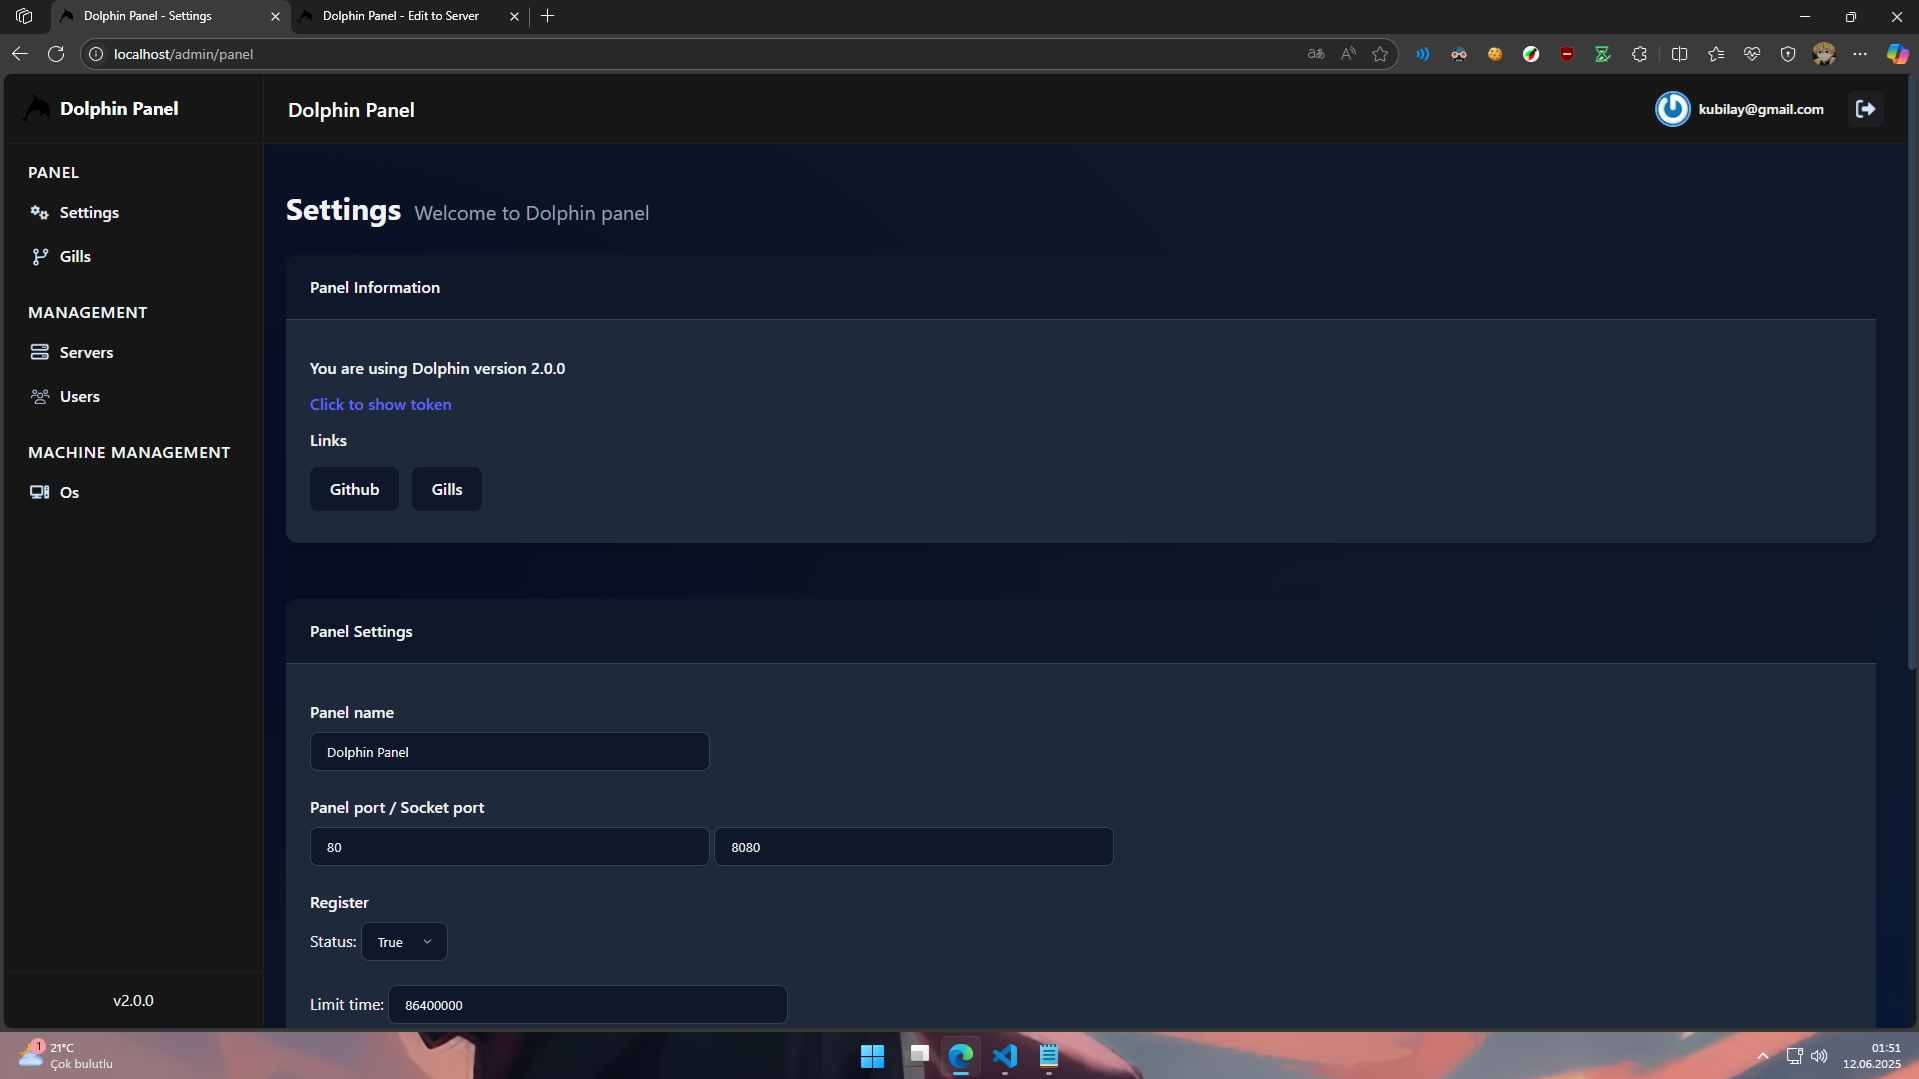 Dolphin Panel - Settings
Dolphin Panel - Edit to Server
localhost/admin/panel
Dolphin Panel
Dolphin Panel
kubilay@gmail.com
PANEL
Settings
Gills
MANAGEMENT
Servers
Users
MACHINE MANAGEMENT
Os
v2.0.0
Settings Welcome to Dolphin panel
Panel Information
You are using Dolphin version 2.0.0
Click to show token
Links
Github Gills
Panel Settings
Panel name
Dolphin Panel
Panel port / Socket port
80 8080
Register
Status: True
Limit time: 86400000
1
21°C
Çok bulutlu
01:51
12.06.2025